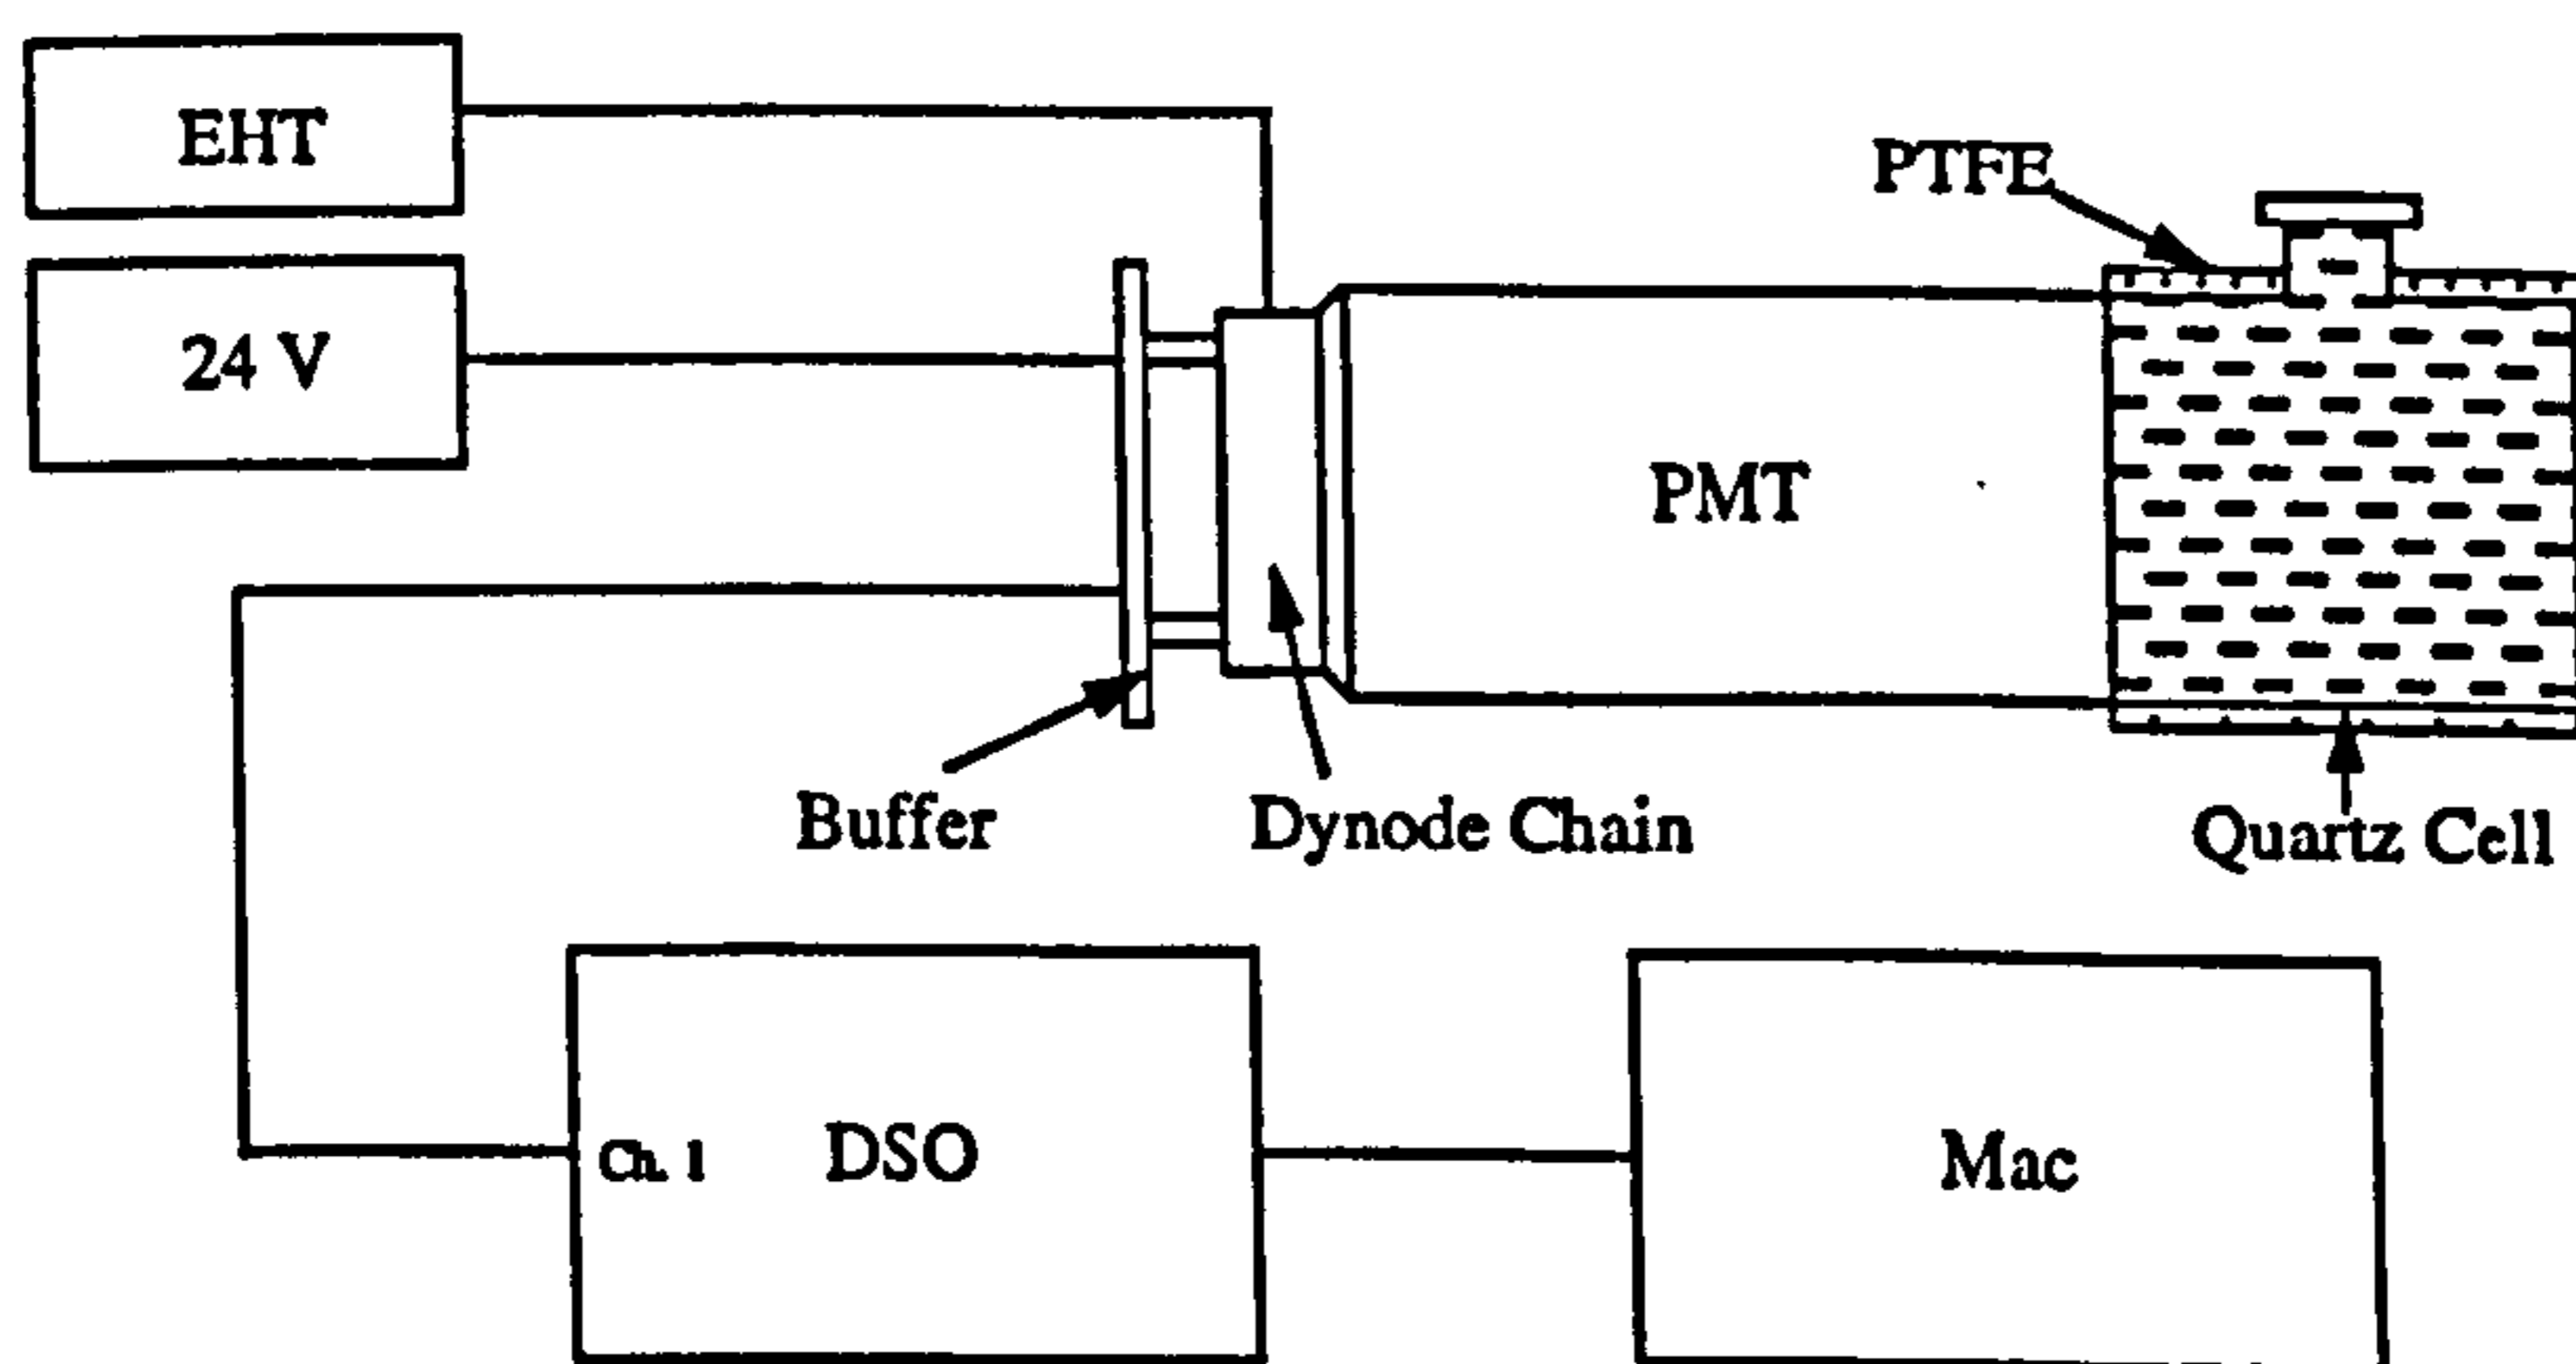 EHT
PTFE
24 V
PMT
Buffer
Dynode Chain
Quartz Cell
Ch. 1
DSO
Mac